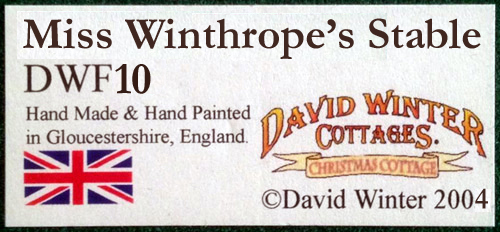 Miss Winthrope's Stable
DWF10
Hand Made & Hand Painted
in Gloucestershire, England.
DAVID WINTER
COTTAGES.
CHRISTMAS COTTAGE
©David Winter 2004